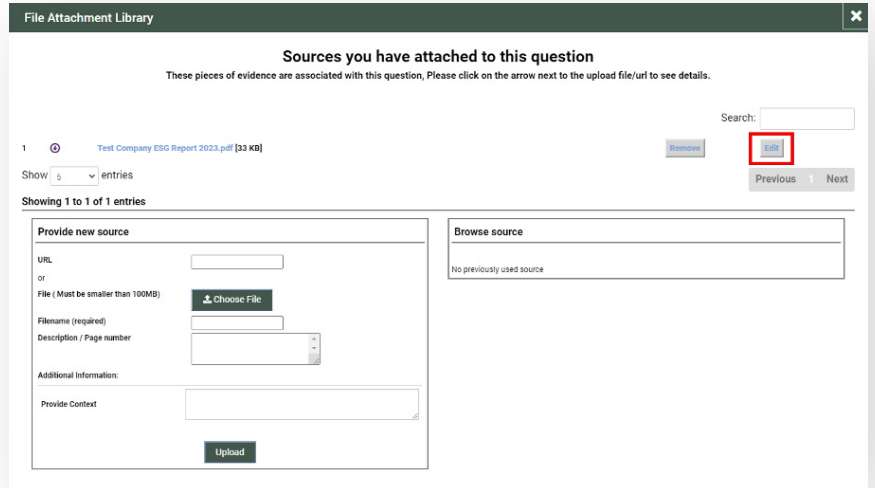 File Attachment Library
Sources you have attached to this question
These pieces of evidence are associated with this question, Please click on the arrow next to the upload file/url to see details.
Search:
1 Test Company ESG Report 2023.pdf [33 KB] Remove Edit
Show 5 entries
Previous 1 Next
Showing 1 to 1 of 1 entries
Provide new source
URL
or
File ( Must be smaller than 100MB) Choose File
Filename (required)
Description / Page number
Additional Information:
Provide Context
Upload
Browse source
No previously used source